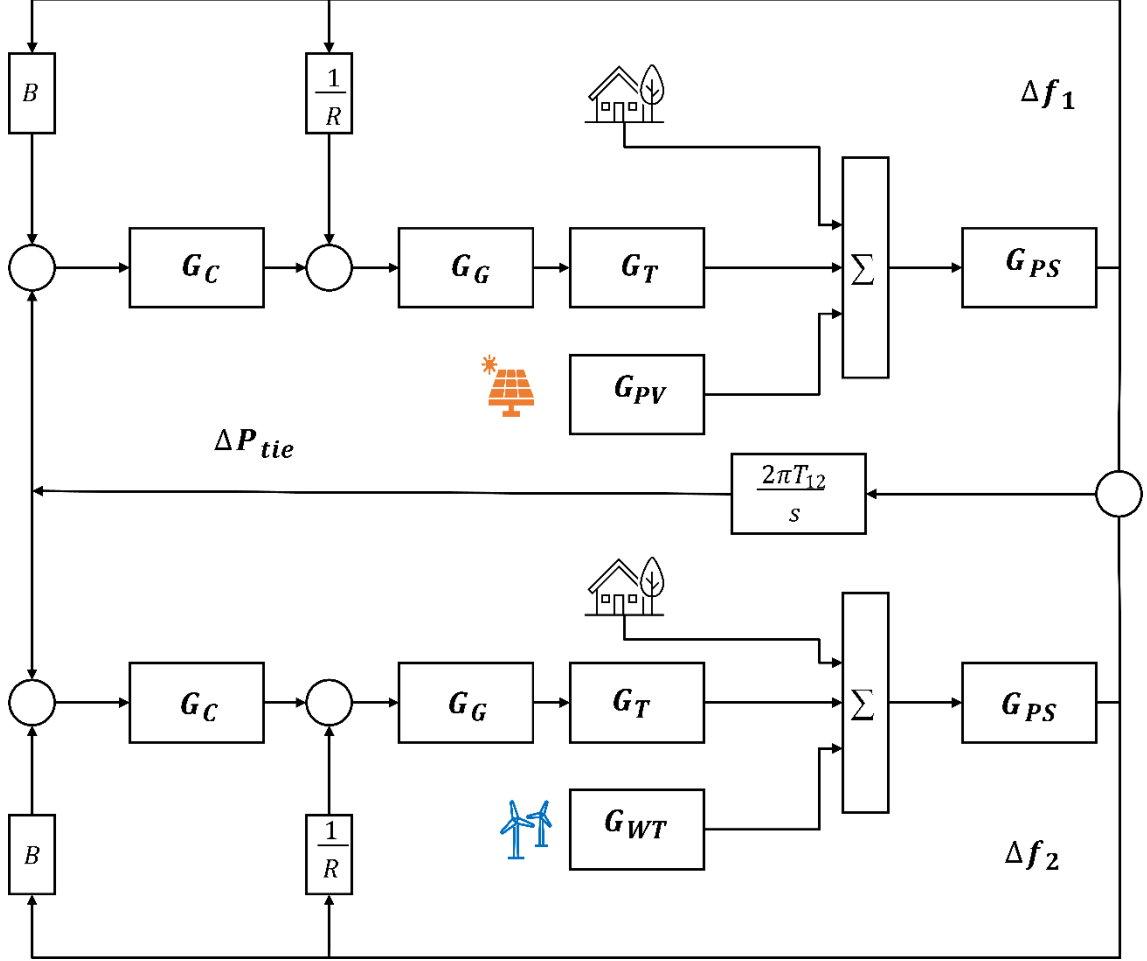 B
1
R
Δf₁
G_C
G_G
G_T
∑
G_PS
G_PV
ΔP_tie
2πT₁₂
s
G_C
G_G
G_T
∑
G_PS
B
1
R
G_WT
Δf₂